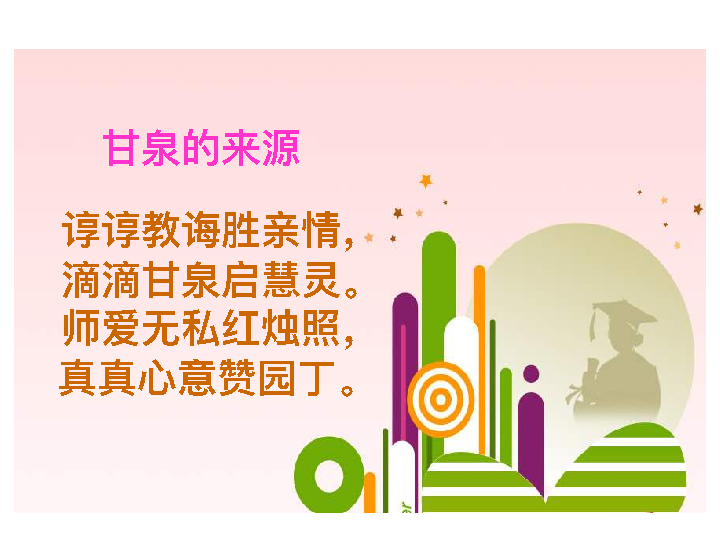 甘泉的来源
谆谆教诲胜亲情，
滴滴甘泉启慧灵。
师爱无私红烛照，
真真心意赞园丁。